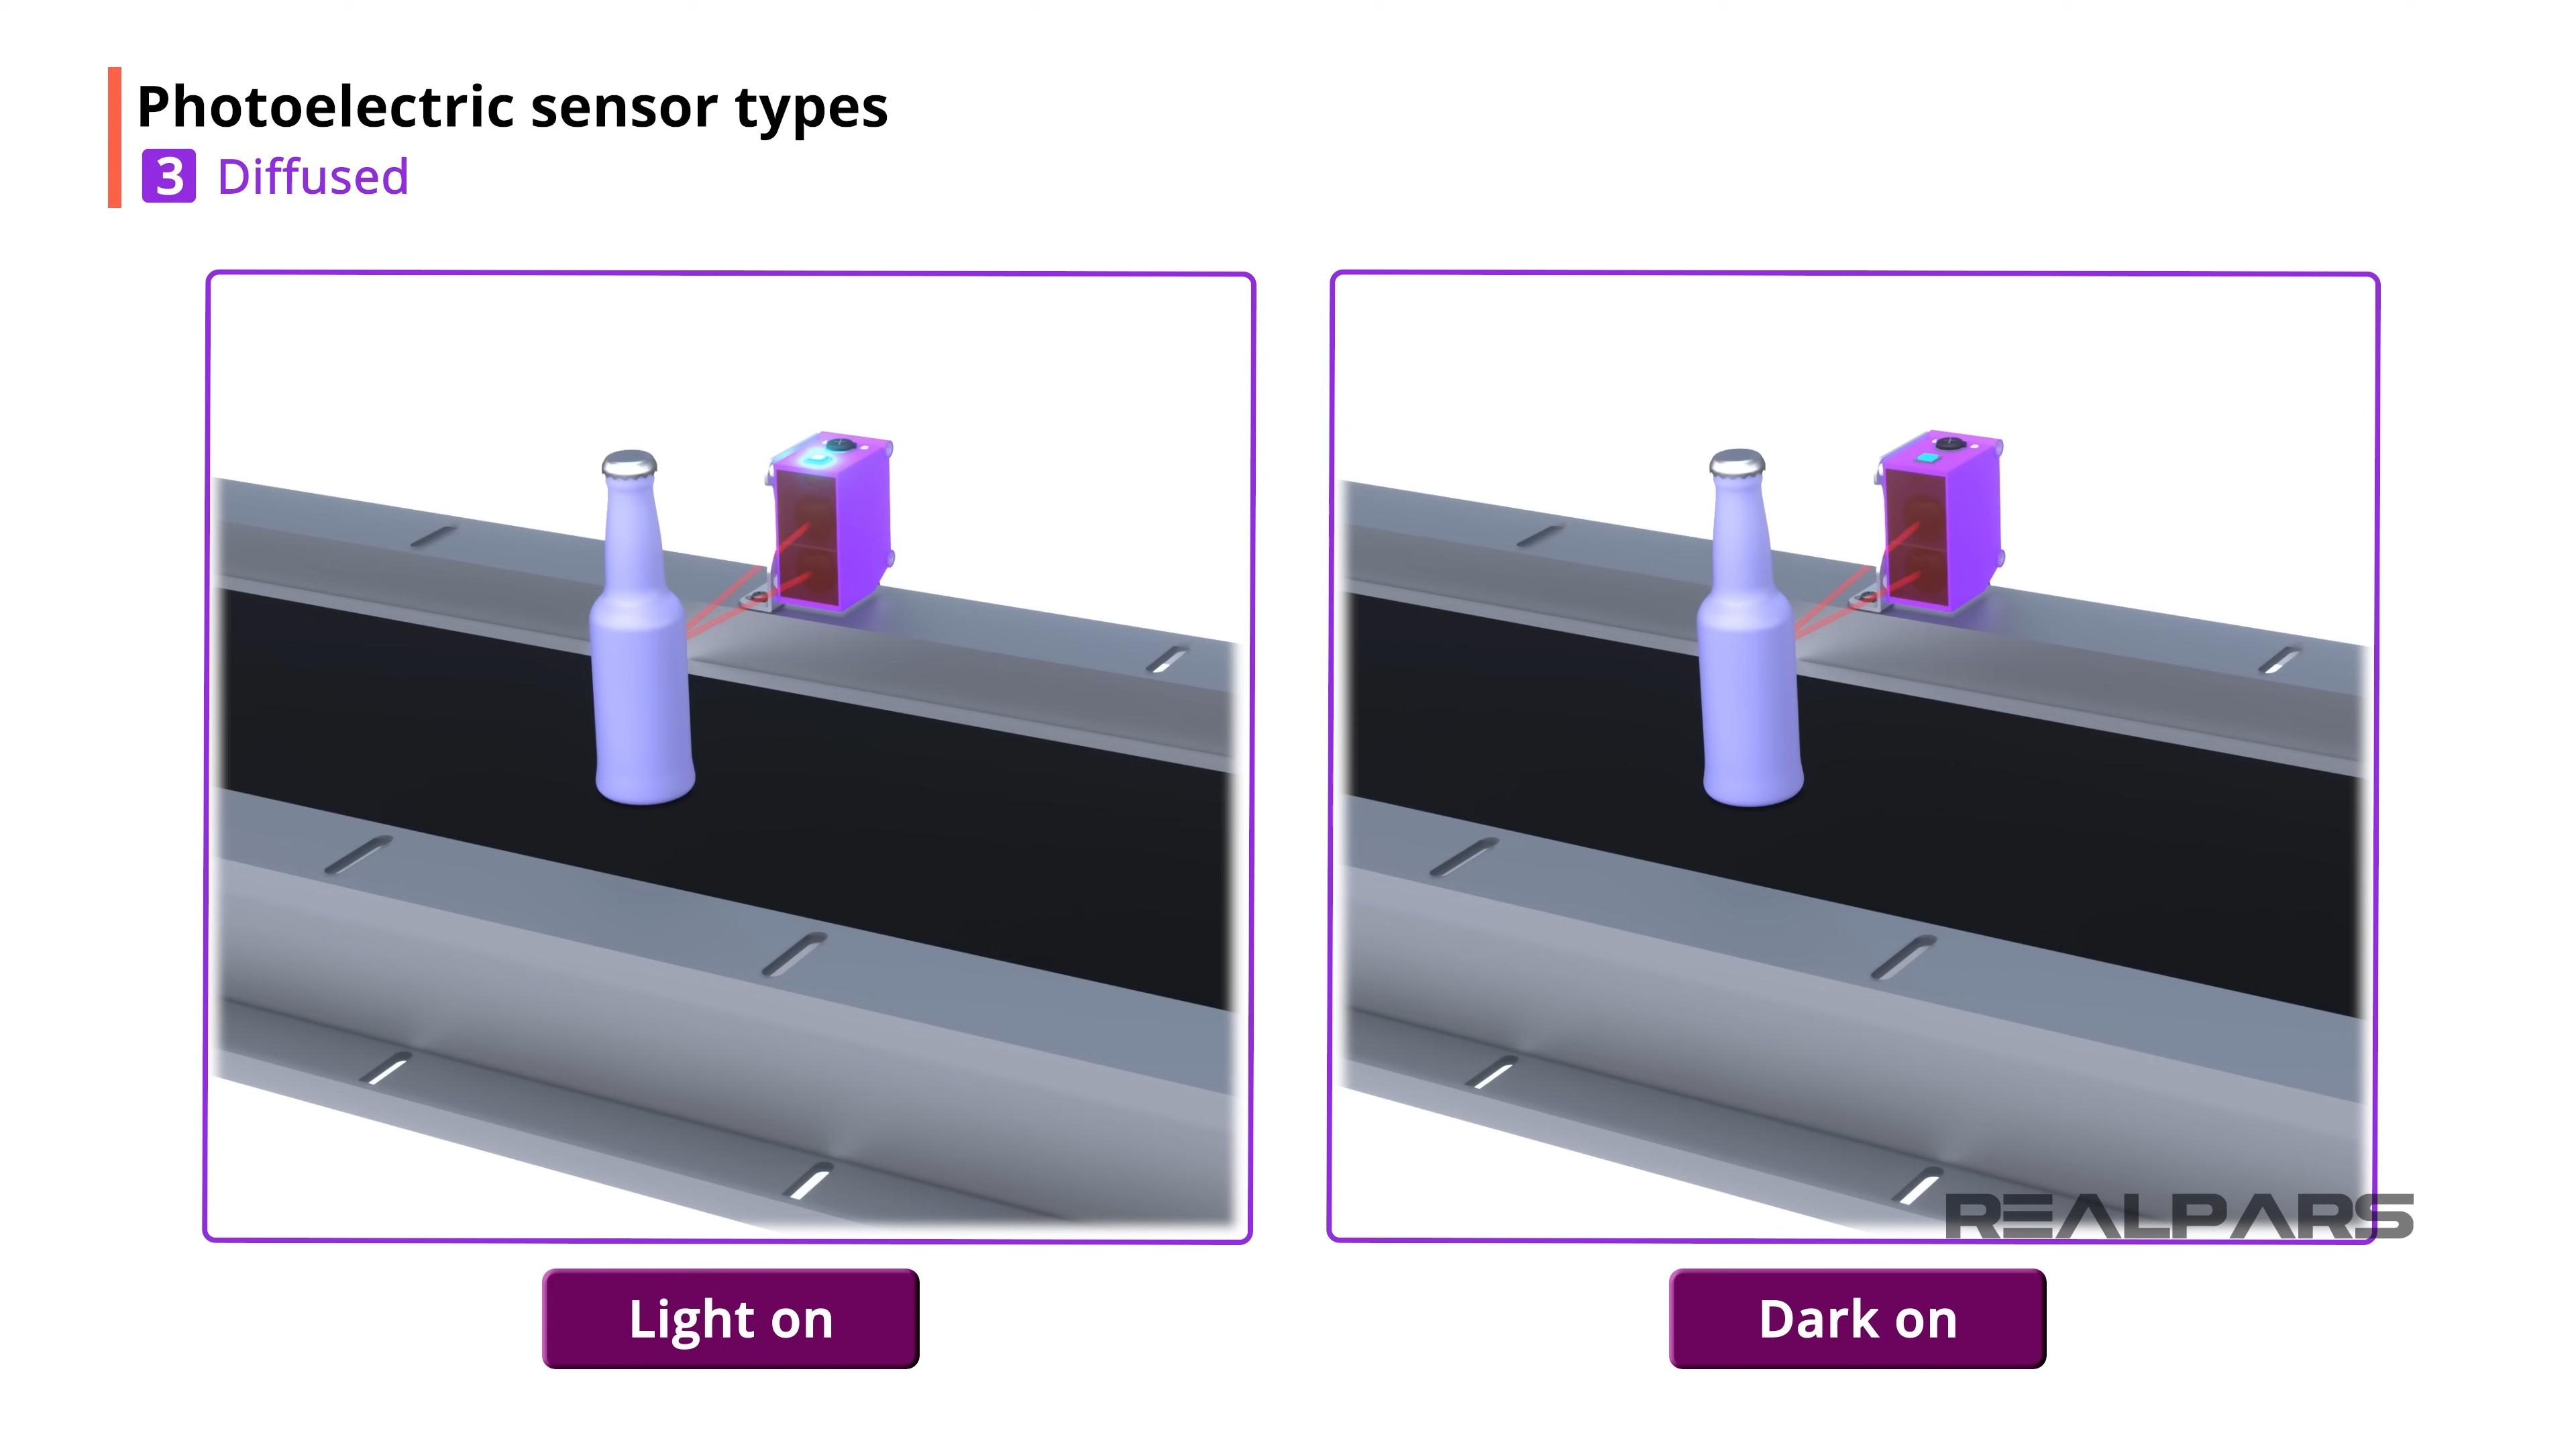 Photoelectric sensor types
3 Diffused
REALPARS
Light on
Dark on